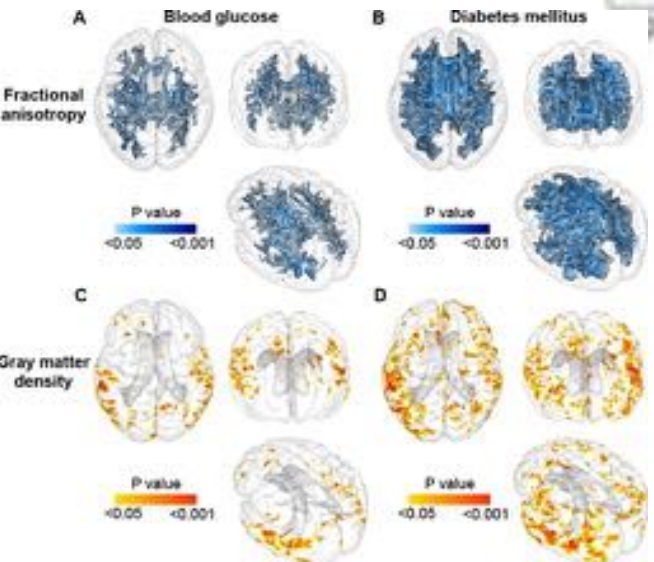 A Blood glucose
B Diabetes mellitus
Fractional
anisotropy
P value
<0.05 <0.001
P value
<0.05 <0.001
C
D
Gray matter
density
P value
<0.05 <0.001
P value
<0.05 <0.001